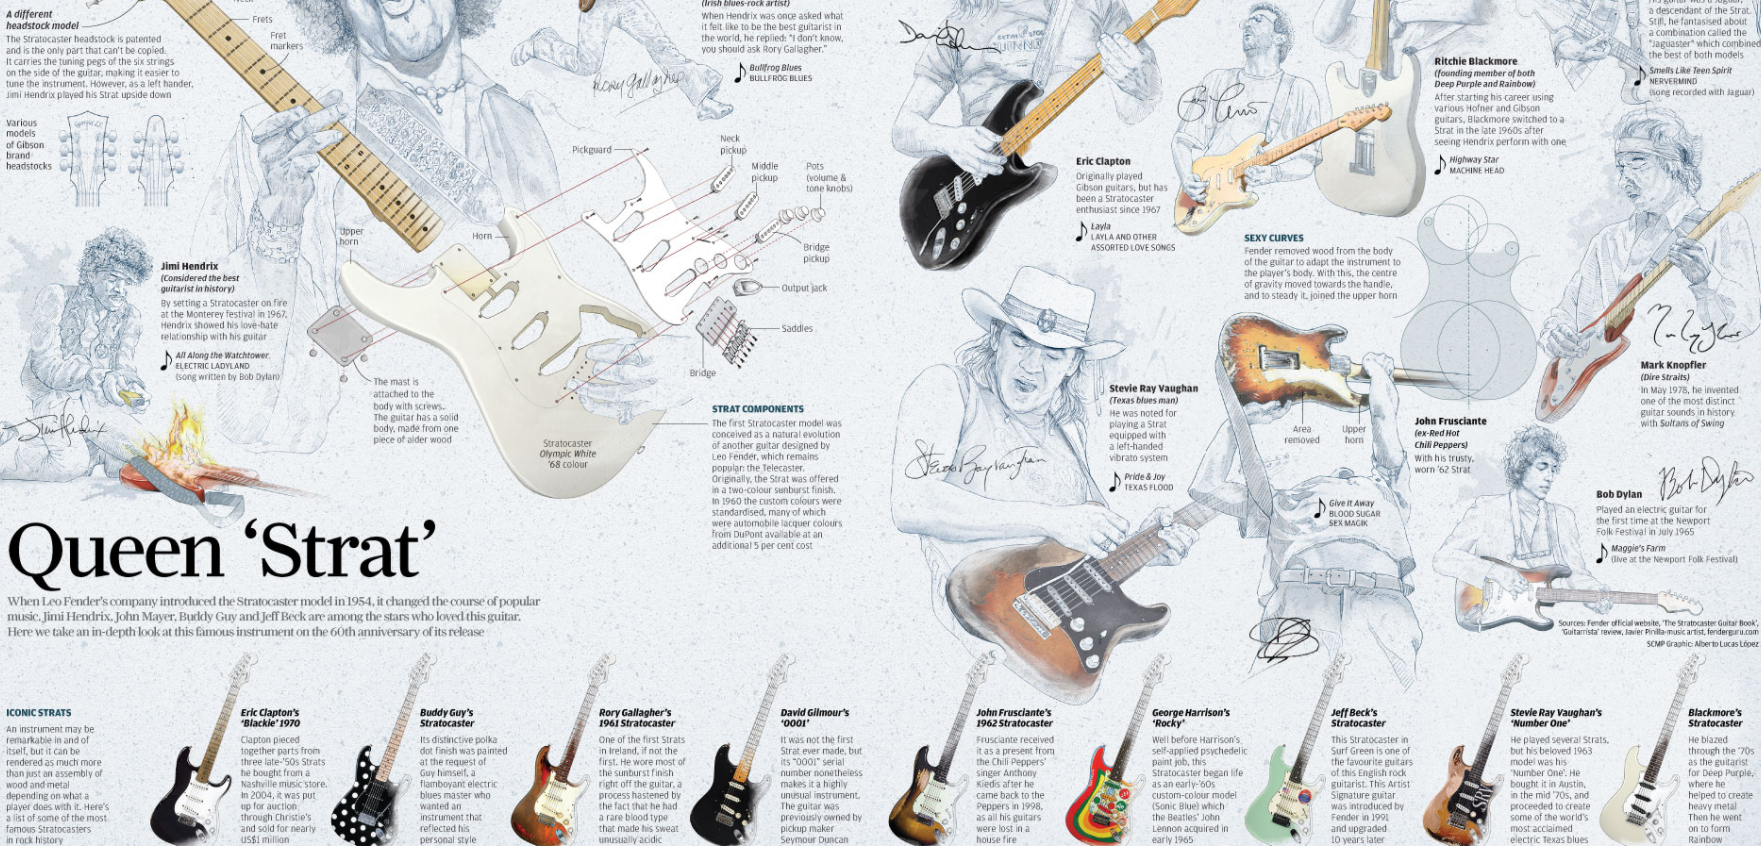 Neck
Frets
Fret
markers
A different
headstock model
The Stratocaster headstock is patented
and is the only part that can't be copied.
It carries the tuning pegs of the six strings
on the side of the guitar, making it easier to
tune the instrument. However, as a left hander,
Jimi Hendrix played his Strat upside down
Various
models
of Gibson
brand
headstocks
(Irish blues-rock artist)
When Hendrix was once asked what
it felt like to be the best guitarist in
the world, he replied: "I don't know,
you should ask Rory Gallagher."
Bullfrog Blues
BULLFROG BLUES
Rory Gallagher
Jimi Hendrix
(Considered the best
guitarist in history)
By setting a Stratocaster on fire
at the Monterey festival in 1967,
Hendrix showed his love-hate
relationship with his guitar
All Along the Watchtower.
ELECTRIC LADYLAND
(song written by Bob Dylan)
Upper
horn
Horn
Pickguard
Neck
pickup
Middle
pickup
Pots
(volume &
tone knobs)
Bridge
pickup
Output jack
Saddles
Bridge
The mast is
attached to the
body with screws.
The guitar has a solid
body, made from one
piece of alder wood
Stratocaster
Olympic White
'68 colour
STRAT COMPONENTS
The first Stratocaster model was
conceived as a natural evolution
of another guitar designed by
Leo Fender, which remains
popular: the Telecaster.
Originally, the Strat was offered
in a two-colour sunburst finish.
In 1960 the custom colours were
standardised, many of which
were automobile lacquer colours
from DuPont available at an
additional 5 per cent cost
Eric Clapton
Originally played
Gibson guitars, but has
been a Stratocaster
enthusiast since 1967
Layla
LAYLA AND OTHER
ASSORTED LOVE SONGS
Ritchie Blackmore
(founding member of both
Deep Purple and Rainbow)
After starting his career using
various Hofner and Gibson
guitars, Blackmore switched to a
Strat in the late 1960s after
seeing Hendrix perform with one
Highway Star
MACHINE HEAD
a descendant of the Strat.
Still, he fantasised about
a combination called the
"Jaguaster" which combined
the best of both models
Smells Like Teen Spirit
NERVERMIND
(song recorded with Jaguar)
SEXY CURVES
Fender removed wood from the body
of the guitar to adapt the instrument to
the player's body. With this, the centre
of gravity moved towards the handle,
and to steady it, joined the upper horn
Stevie Ray Vaughan
(Texas blues man)
He was noted for
playing a Strat
equipped with
a left-handed
vibrato system
Pride & Joy
TEXAS FLOOD
Stevie Ray Vaughan
Area
removed
Upper
horn
John Frusciante
(ex-Red Hot
Chili Peppers)
With his trusty,
worn '62 Strat
Give It Away
BLOOD SUGAR
SEX MAGIK
Mark Knopfler
(Dire Straits)
In May 1978, he invented
one of the most distinct
guitar sounds in history
with Sultans of Swing
Bob Dylan
Bob Dylan
Played an electric guitar for
the first time at the Newport
Folk Festival in July 1965
Maggie's Farm
(live at the Newport Folk Festival)
Sources: Fender official website, 'The Stratocaster Guitar Book',
'Guitarrista' review, Javier Pinilla-music artist, fenderguru.com
SCMP Graphic: Alberto Lucas López
Queen 'Strat'
When Leo Fender's company introduced the Stratocaster model in 1954, it changed the course of popular
music. Jimi Hendrix, John Mayer, Buddy Guy and Jeff Beck are among the stars who loved this guitar.
Here we take an in-depth look at this famous instrument on the 60th anniversary of its release
ICONIC STRATS
An instrument may be
remarkable in and of
itself, but it can be
rendered as much more
than just an assembly of
wood and metal
depending on what a
player does with it. Here's
a list of some of the most
famous Stratocasters
in rock history
Eric Clapton's
'Blackie' 1970
Clapton pieced
together parts from
three late-'50s Strats
he bought from a
Nashville music store.
In 2004, it was put
up for auction
through Christie's
and sold for nearly
US$1 million
Buddy Guy's
Stratocaster
Its distinctive polka
dot finish was painted
at the request of
Guy himself, a
flamboyant electric
blues master who
wanted an
instrument that
reflected his
personal style
Rory Gallagher's
1961 Stratocaster
One of the first Strats
in Ireland, if not the
first. He wore most of
the sunburst finish
right off the guitar, a
process hastened by
the fact that he had
a rare blood type
that made his sweat
unusually acidic
David Gilmour's
'0001'
It was not the first
Strat ever made, but
its "0001" serial
number nonetheless
makes it a highly
unusual instrument.
The guitar was
previously owned by
pickup maker
Seymour Duncan
John Frusciante's
1962 Stratocaster
Frusciante received
it as a present from
the Chili Peppers'
singer Anthony
Kiedis after he
came back to the
Peppers in 1998,
as all his guitars
were lost in a
house fire
George Harrison's
'Rocky'
Well before Harrison's
self-applied psychedelic
paint job, this
Stratocaster began life
as an early-'60s
custom-colour model
(Sonic Blue) which
the Beatles' John
Lennon acquired in
early 1965
Jeff Beck's
Stratocaster
This Stratocaster in
Surf Green is one of
the favourite guitars
of this English rock
guitarist. This Artist
Signature guitar
was introduced by
Fender in 1991
and upgraded
10 years later
Stevie Ray Vaughan's
'Number One'
He played several Strats,
but his beloved 1963
model was his
'Number One'. He
bought it in Austin,
in the mid '70s, and
proceeded to create
some of the world's
most acclaimed
electric Texas blues
Blackmore's
Stratocaster
He blazed
through the '70s
as the guitarist
for Deep Purple,
where he
helped to create
heavy metal
Then he went
on to form
Rainbow